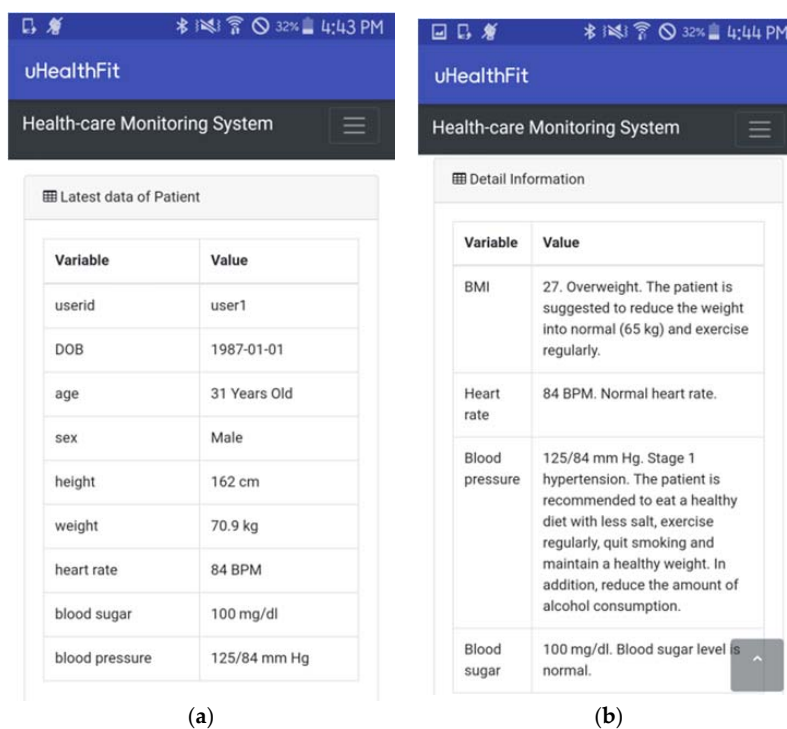 32% 4:43 PM
uHealthFit
Health-care Monitoring System
Latest data of Patient
Variable Value
userid user1
DOB 1987-01-01
age 31 Years Old
sex Male
height 162 cm
weight 70.9 kg
heart rate 84 BPM
blood sugar 100 mg/dl
blood pressure 125/84 mm Hg
(a)
32% 4:44 PM
uHealthFit
Health-care Monitoring System
Detail Information
Variable Value
BMI 27. Overweight. The patient is
suggested to reduce the weight
into normal (65 kg) and exercise
regularly.
Heart 84 BPM. Normal heart rate.
rate
Blood 125/84 mm Hg. Stage 1
pressure hypertension. The patient is
recommended to eat a healthy
diet with less salt, exercise
regularly, quit smoking and
maintain a healthy weight. In
addition, reduce the amount of
alcohol consumption.
Blood 100 mg/dl. Blood sugar level is
sugar normal.
(b)